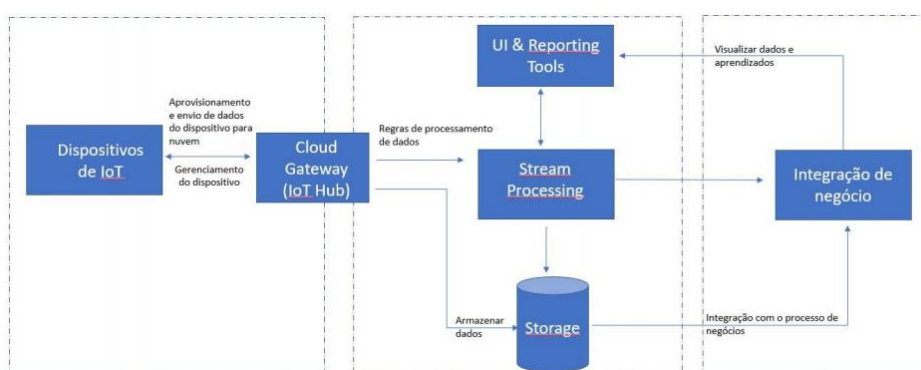 UI & Reporting
Tools
Visualizar dados e
aprendizados
Aprovisionamento
e envio de dados
do dispositivo para
nuvem
Dispositivos
de IoT
Gerenciamento
do dispositivo
Cloud
Gateway
(IoT Hub)
Regras de processamento
de dados
Stream
Processing
Integração de
negócio
Armazenar
dados
Storage
Integração com o processo de
negócios